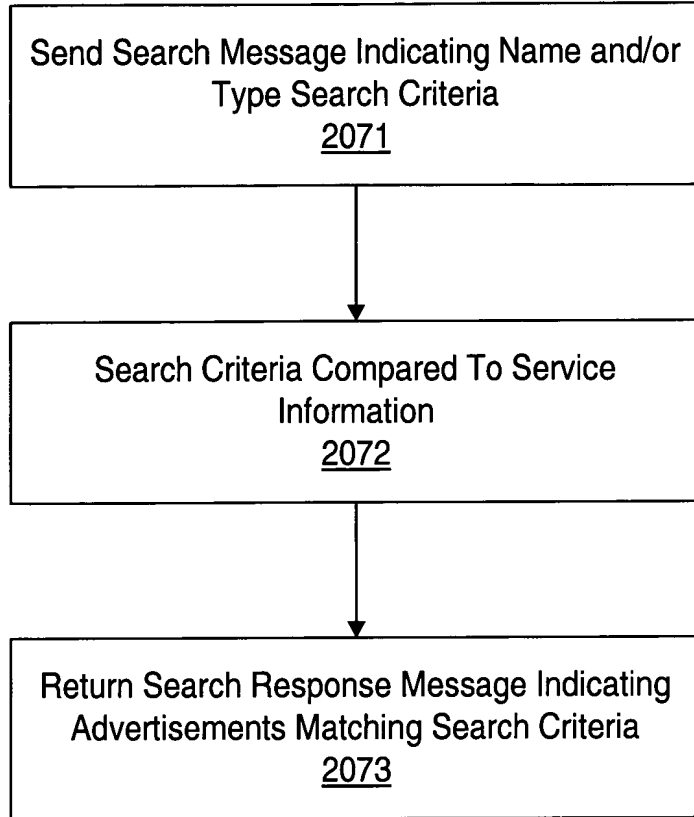 Send Search Message Indicating Name and/or
Type Search Criteria
2071
Search Criteria Compared To Service
Information
2072
Return Search Response Message Indicating
Advertisements Matching Search Criteria
2073